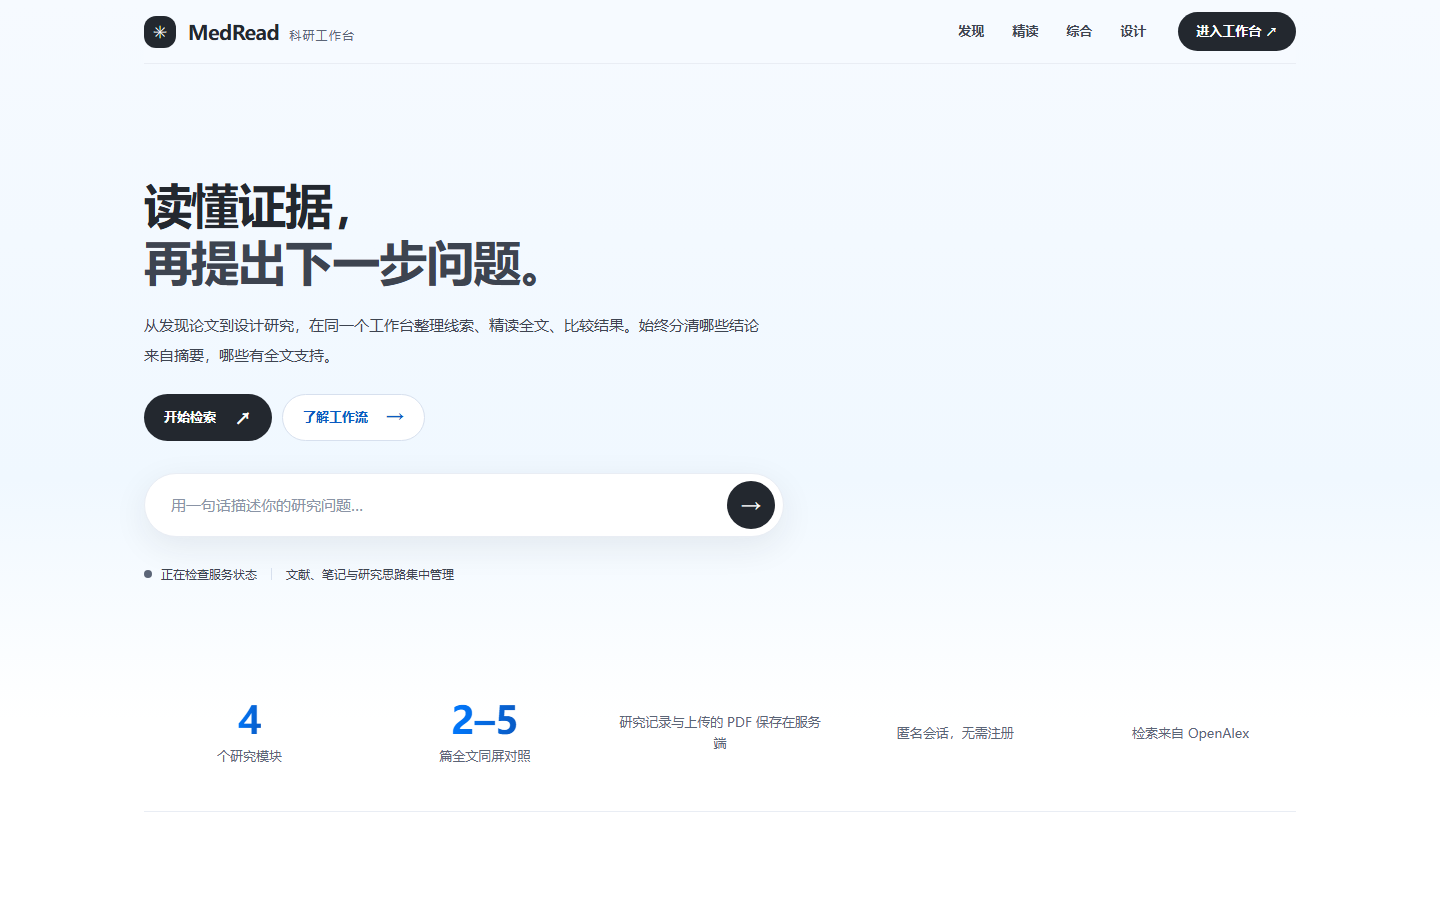 MedRead 科研工作台
发现 精读 综合 设计 进入工作台 ↗
读懂证据，
再提出下一步问题。
从发现论文到设计研究，在同一个工作台整理线索、精读全文、比较结果。始终分清哪些结论
来自摘要，哪些有全文支持。
开始检索 ↗ 了解工作流 →
用一句话描述你的研究问题...
正在检查服务状态 文献、笔记与研究思路集中管理
4
个研究模块
2–5
篇全文同屏对照
研究记录与上传的 PDF 保存在服务
端
匿名会话，无需注册
检索来自 OpenAlex